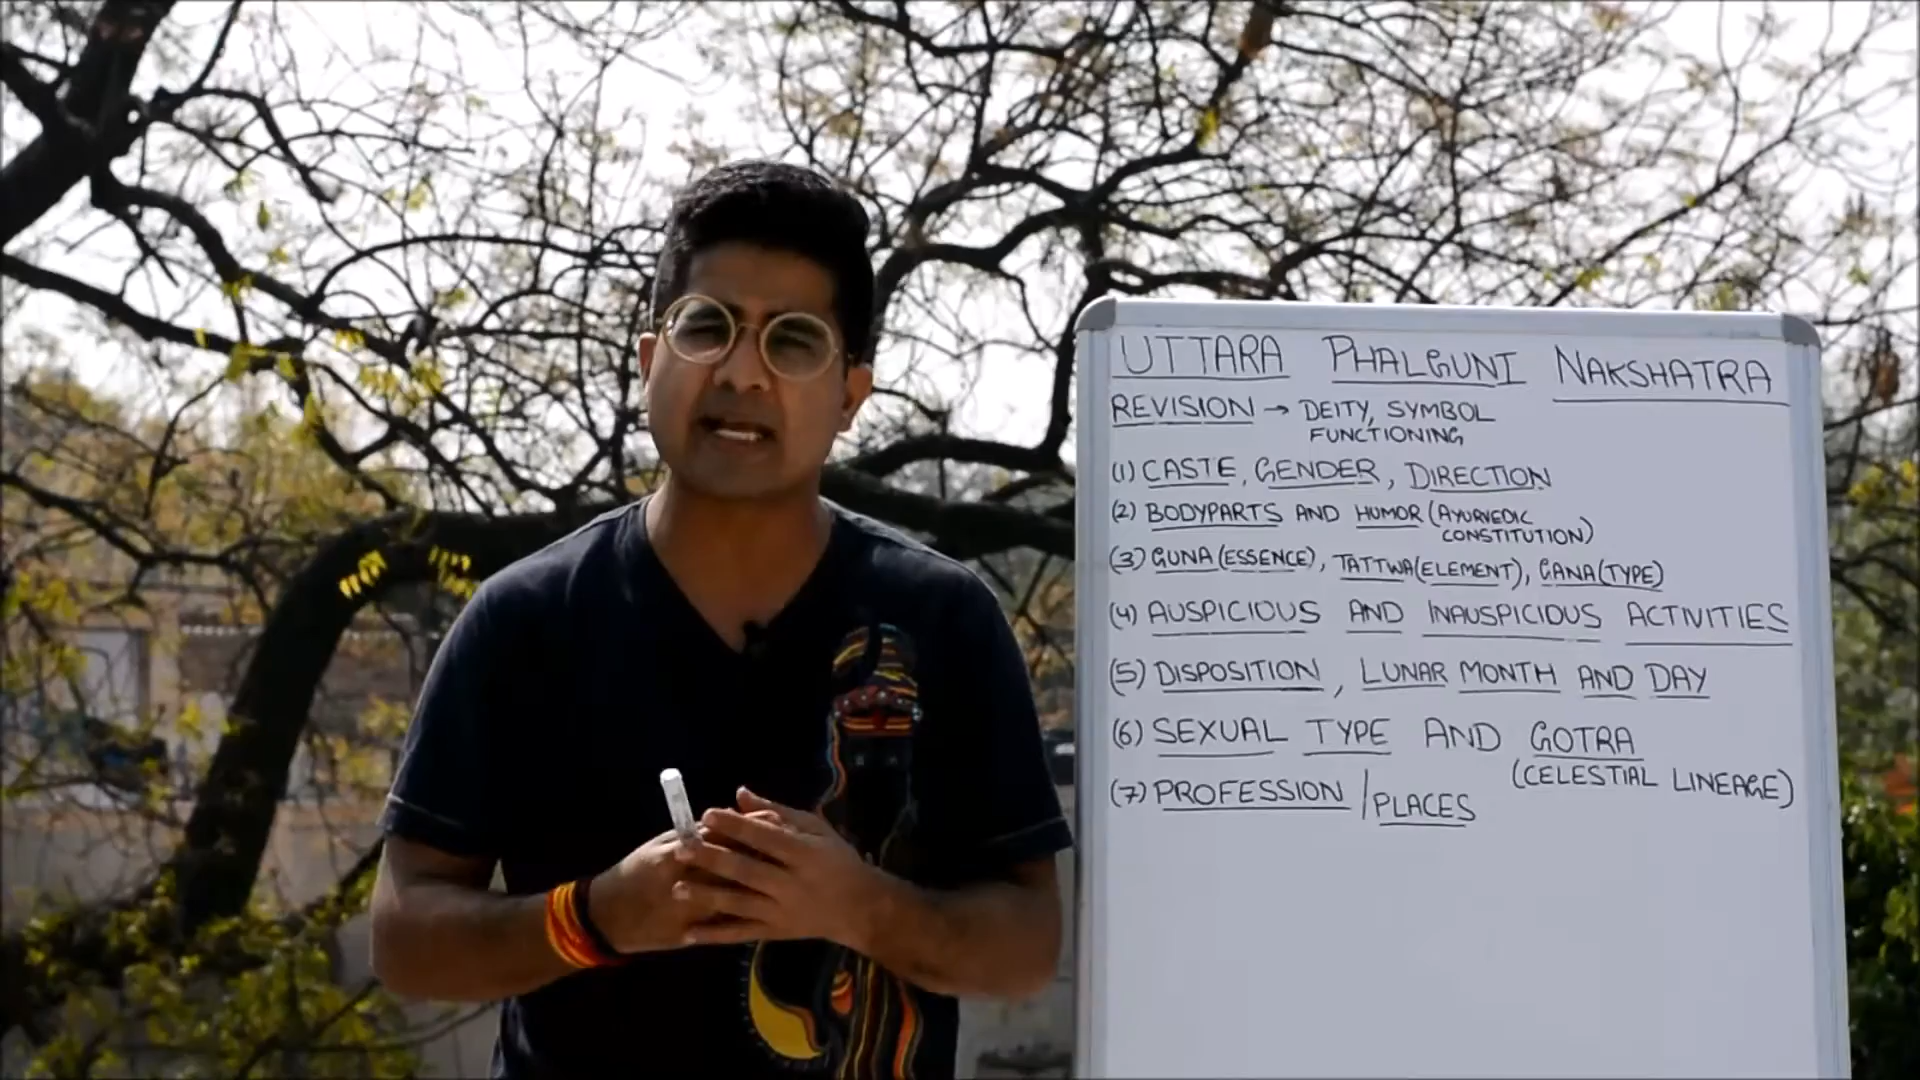 UTTARA PHALGUNI NAKSHATRA
REVISION → DEITY, SYMBOL
FUNCTIONING
(1) CASTE, GENDER, DIRECTION
(2) BODYPARTS AND HUMOR (AYURVEDIC
CONSTITUTION)
(3) GUNA (ESSENCE), TATTWA (ELEMENT), GANA (TYPE)
(4) AUSPICIOUS AND INAUSPICIOUS ACTIVITIES
(5) DISPOSITION, LUNAR MONTH AND DAY
(6) SEXUAL TYPE AND GOTRA
(CELESTIAL LINEAGE)
(7) PROFESSION / PLACES